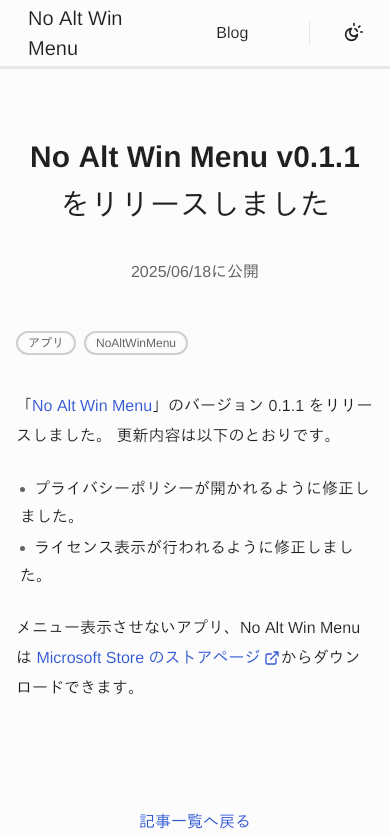 No Alt Win
Menu
Blog
No Alt Win Menu v0.1.1
をリリースしました
2025/06/18に公開
アプリ
NoAltWinMenu
「No Alt Win Menu」のバージョン 0.1.1 をリリー
スしました。 更新内容は以下のとおりです。
• プライバシーポリシーが開かれるように修正し
ました。
• ライセンス表示が行われるように修正しまし
た。
メニュー表示させないアプリ、No Alt Win Menu
は Microsoft Store のストアページからダウン
ロードできます。
記事一覧へ戻る